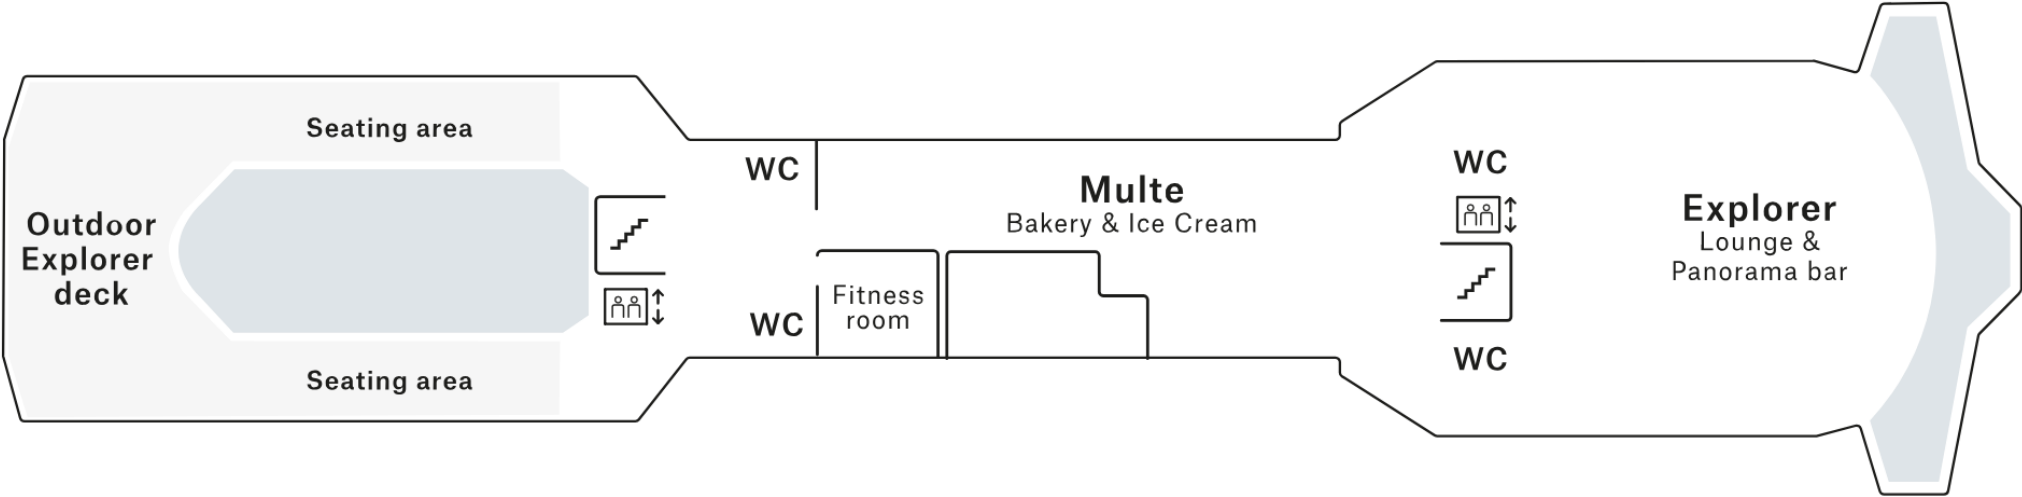 Seating area
Outdoor
Explorer
deck
Seating area
WC
WC
Fitness
room
Multe
Bakery & Ice Cream
WC
WC
Explorer
Lounge &
Panorama bar